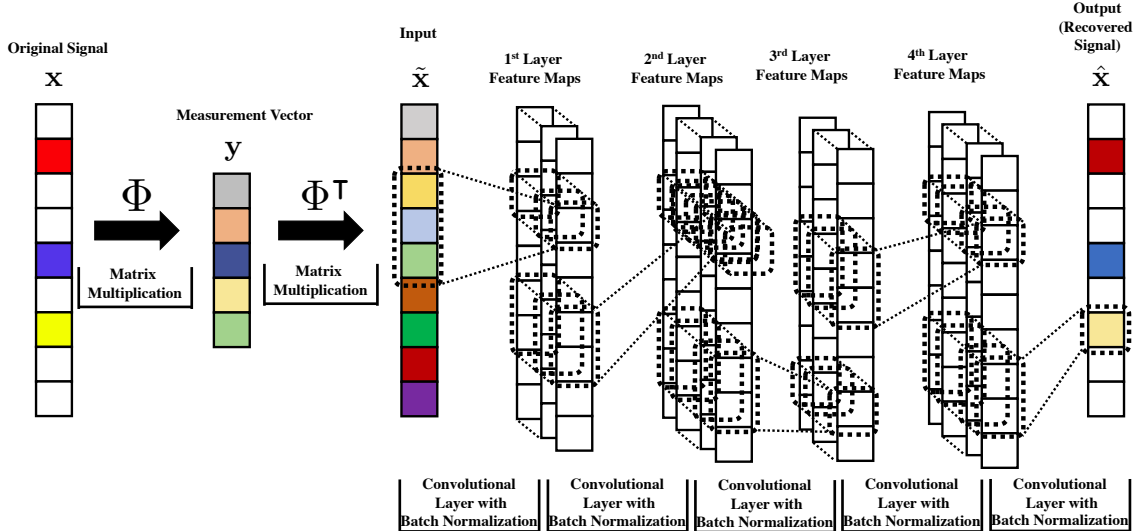 Original Signal
x
Measurement Vector
y
Φ
Matrix
Multiplication
Φ⊤
Matrix
Multiplication
Input
x̃
1st Layer
Feature Maps
2nd Layer
Feature Maps
3rd Layer
Feature Maps
4th Layer
Feature Maps
Output
(Recovered
Signal)
x̂
Convolutional
Layer with
Batch Normalization
Convolutional
Layer with
Batch Normalization
Convolutional
Layer with
Batch Normalization
Convolutional
Layer with
Batch Normalization
Convolutional
Layer with
Batch Normalization